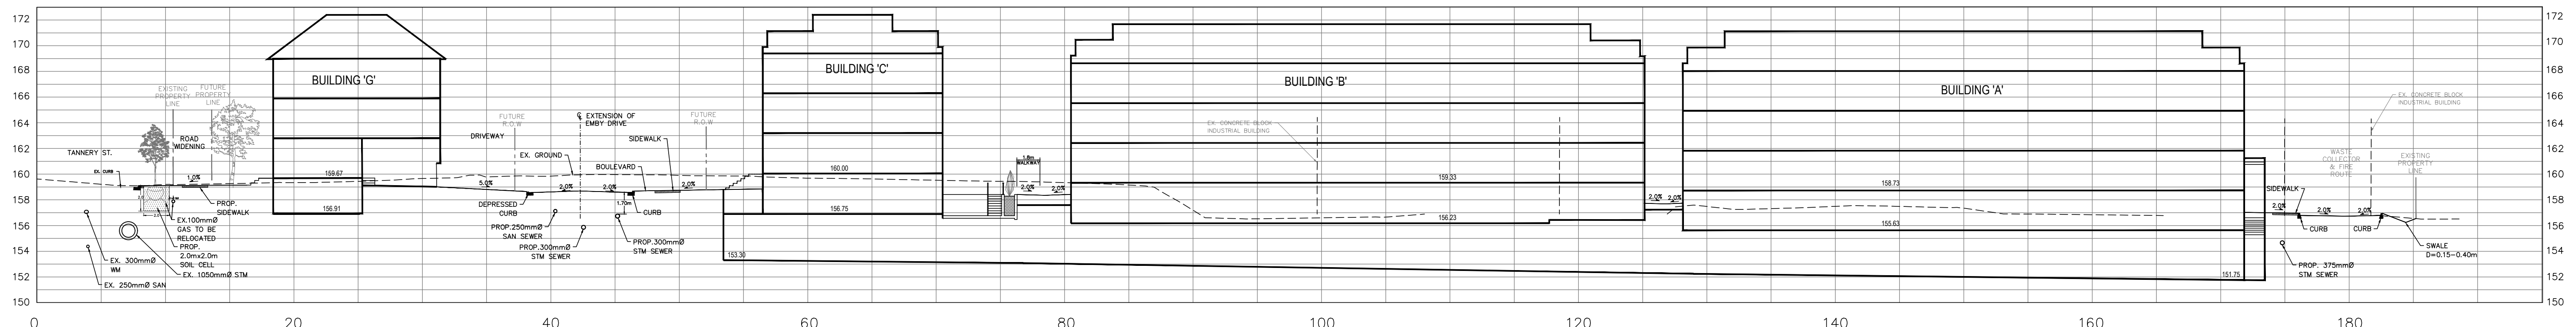 172
170
168
166
164
162
160
158
156
154
152
150
TANNERY ST.
EX. CURB
EXISTING
PROPERTY
LINE
FUTURE
PROPERTY
LINE
ROAD
WIDENING
1.0%
PROP.
SIDEWALK
EX.100mmØ
GAS TO BE
RELOCATED
PROP.
2.0mx2.0m
SOIL CELL
EX. 1050mmØ STM
EX. 300mmØ
WM
EX. 250mmØ SAN
BUILDING 'G'
159.67
156.91
DRIVEWAY
FUTURE
R.O.W
5.0%
DEPRESSED
CURB
EX. GROUND
EXTENSION OF
EMBY DRIVE
2.0%
2.0%
PROP.250mmØ
SAN SEWER
PROP.300mmØ
STM SEWER
1.70m
BOULEVARD
SIDEWALK
CURB
2.0%
PROP.300mmØ
STM SEWER
FUTURE
R.O.W
BUILDING 'C'
160.00
156.75
153.30
1.8m
WALKWAY
2.0%
2.0%
BUILDING 'B'
EX. CONCRETE BLOCK
INDUSTRIAL BUILDING
159.33
156.23
2.0%
2.0%
BUILDING 'A'
158.73
155.63
151.75
SIDEWALK
2.0%
CURB
PROP. 375mmØ
STM SEWER
WASTE
COLLECTOR
& FIRE
ROUTE
2.0%
2.0%
CURB
EX. CONCRETE BLOCK
INDUSTRIAL BUILDING
EXISTING
PROPERTY
LINE
SWALE
D=0.15-0.40m
172
170
168
166
164
162
160
158
156
154
152
150
0
20
40
60
80
100
120
140
160
180